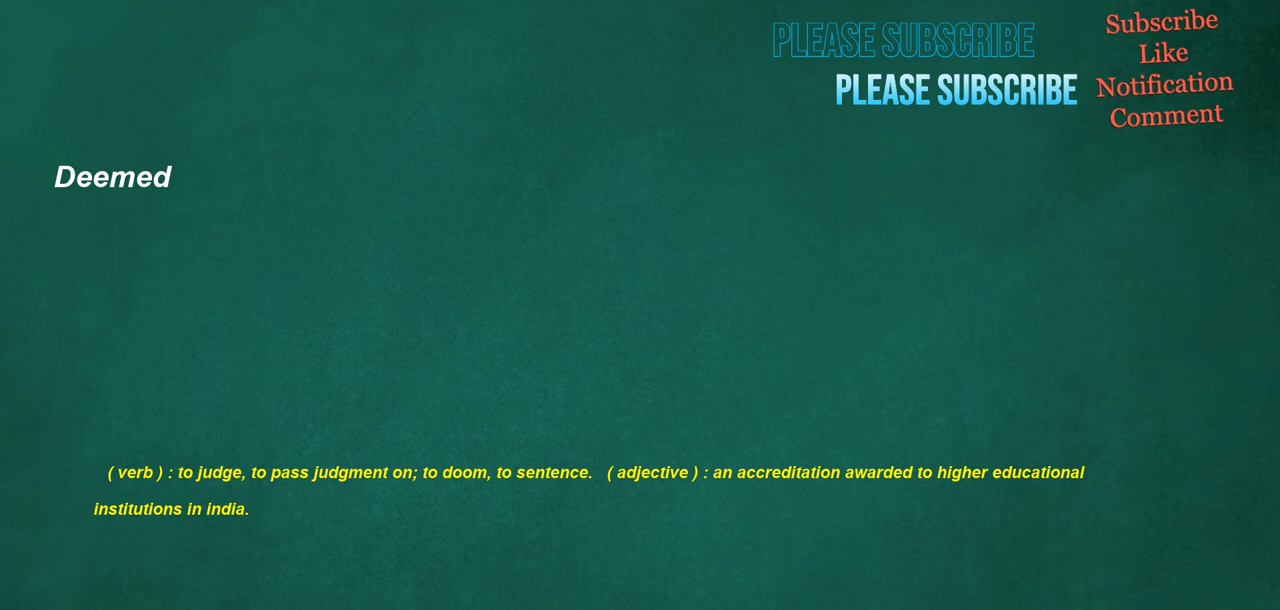 PLEASE SUBSCRIBE
PLEASE SUBSCRIBE
Subscribe
Like
Notification
Comment
Deemed
( verb ) : to judge, to pass judgment on; to doom, to sentence. ( adjective ) : an accreditation awarded to higher educational
institutions in india.